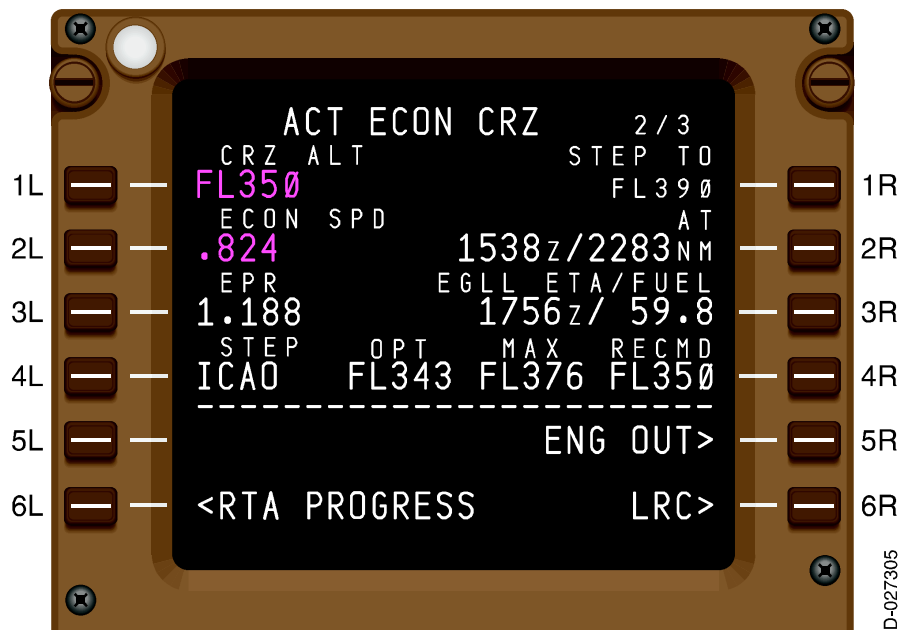 ACT ECON CRZ 2/3
CRZ ALT STEP TO
1L FL350 FL390 1R
ECON SPD AT
2L .824 1538z/2283NM 2R
EPR EGLL ETA/FUEL
3L 1.188 1756z/ 59.8 3R
STEP OPT MAX RECMD
4L ICAO FL343 FL376 FL350 4R
------------------------
5L ENG OUT> 5R
6L <RTA PROGRESS LRC> 6R
D-027305